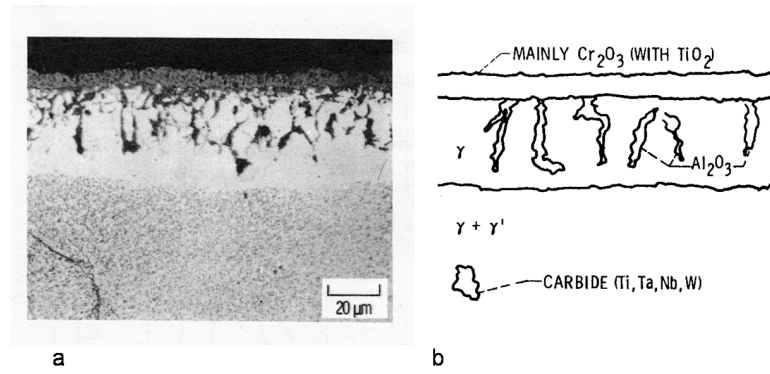 20 μm
a
MAINLY Cr₂O₃ (WITH TiO₂)
γ
Al₂O₃
γ + γ'
CARBIDE (Ti, Ta, Nb, W)
b